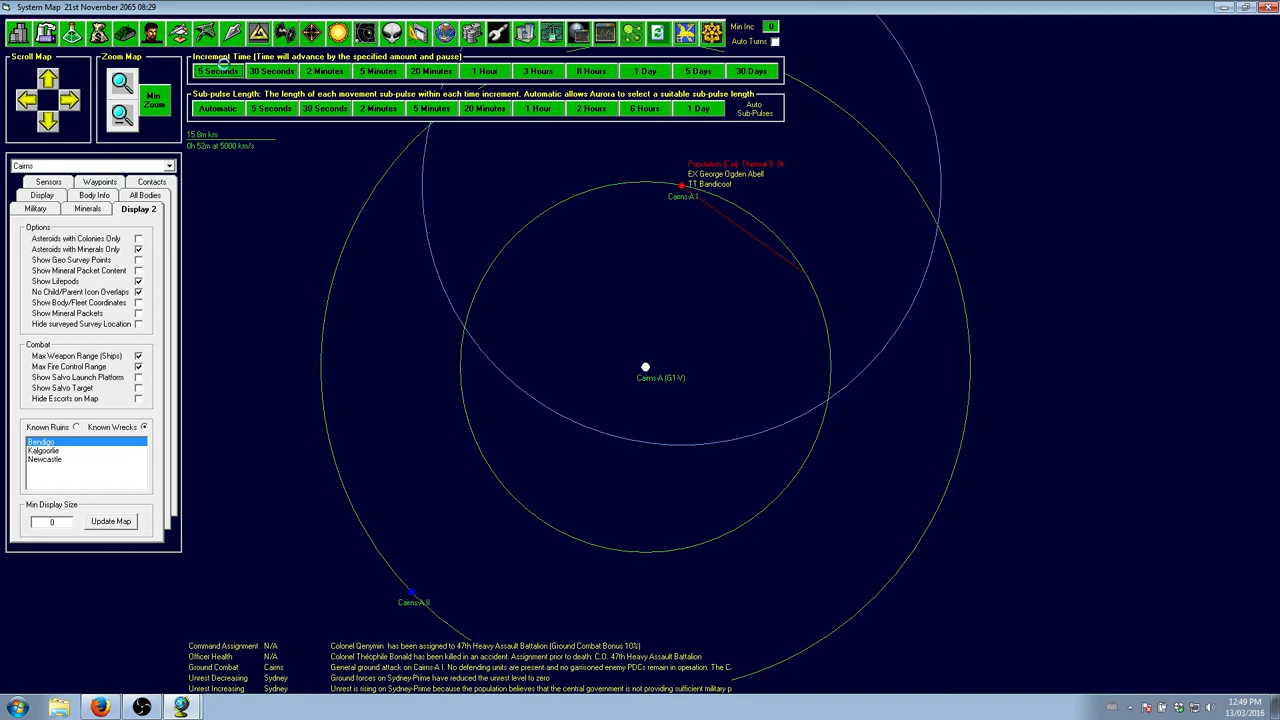 System Map 21st November 2065 08:29
Min Inc 0
Auto Turns
Scroll Map
Zoom Map
Min Zoom
Increment Time (Time will advance by the specified amount and pause)
5 Seconds 30 Seconds 2 Minutes 5 Minutes 20 Minutes 1 Hour 3 Hours 8 Hours 1 Day 5 Days 30 Days
Sub-pulse Length: The length of each movement sub-pulse within each time increment. Automatic allows Aurora to select a suitable sub-pulse length
Automatic 5 Seconds 30 Seconds 2 Minutes 5 Minutes 20 Minutes 1 Hour 2 Hours 6 Hours 1 Day Auto Sub-Pulses
15.8m km
0h 52m at 5000 km/s
Cairns
Sensors Waypoints Contacts
Display Body Info All Bodies
Military Minerals Display 2
Options
Asteroids with Colonies Only
Asteroids with Minerals Only
Show Geo Survey Points
Show Mineral Packet Content
Show Lifepods
No Child/Parent Icon Overlaps
Show Body/Fleet Coordinates
Show Mineral Packets
Hide surveyed Survey Location
Combat
Max Weapon Range (Ships)
Max Fire Control Range
Show Salvo Launch Platform
Show Salvo Target
Hide Escorts on Map
Known Ruins Known Wrecks
Bendigo
Kalgoorlie
Newcastle
Min Display Size
0 Update Map
Population [Cai] Thermal 5 0k
EX George Ogden Abell
TT Bandicoot
Cairns-A I
Cairns-A (G1-V)
Cairns-A II
Command Assignment N/A Colonel Qenymin has been assigned to 47th Heavy Assault Battalion (Ground Combat Bonus 10%)
Officer Health N/A Colonel Théophile Bonald has been killed in an accident. Assignment prior to death: C.O. 47th Heavy Assault Battalion
Ground Combat Cairns General ground attack on Cairns-A I. No defending units are present and no garrisoned enemy PDCs remain in operation. The C
Unrest Decreasing Sydney Ground forces on Sydney-Prime have reduced the unrest level to zero
Unrest Increasing Sydney Unrest is rising on Sydney-Prime because the population believes that the central government is not providing sufficient military p
12:49 PM
13/03/2016